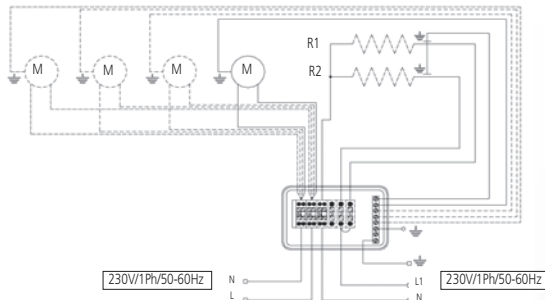 R1
R2
M M M M
230V/1Ph/50-60Hz N L1 230V/1Ph/50-60Hz
L N